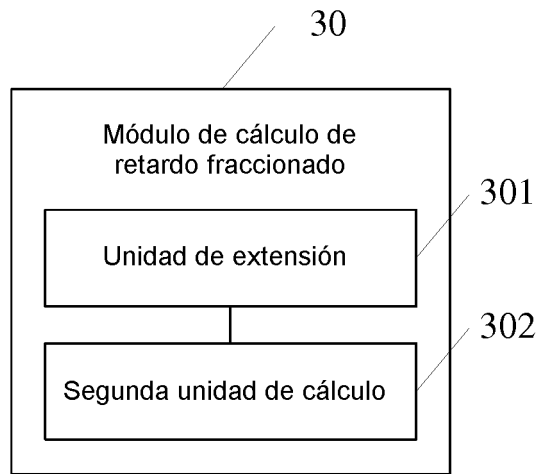 30
Módulo de cálculo de
retardo fraccionado
301
Unidad de extensión
302
Segunda unidad de cálculo